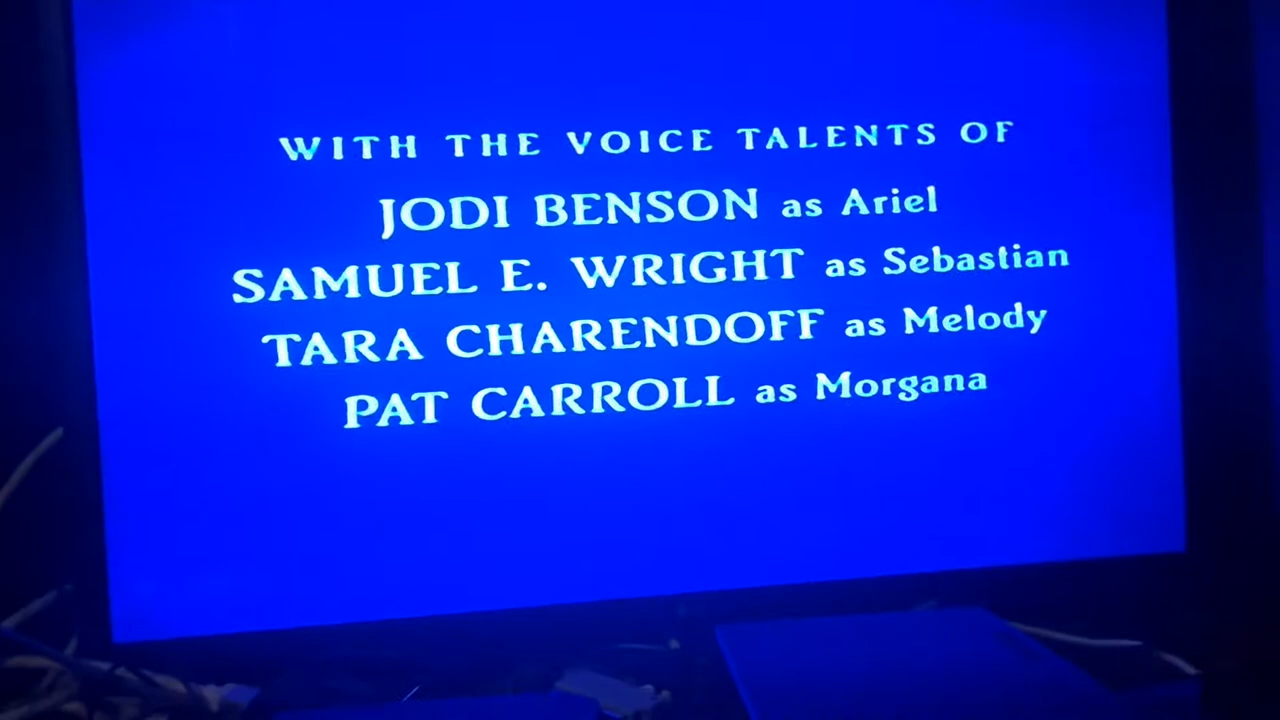 WITH THE VOICE TALENTS OF
JODI BENSON as Ariel
SAMUEL E. WRIGHT as Sebastian
TARA CHARENDOFF as Melody
PAT CARROLL as Morgana